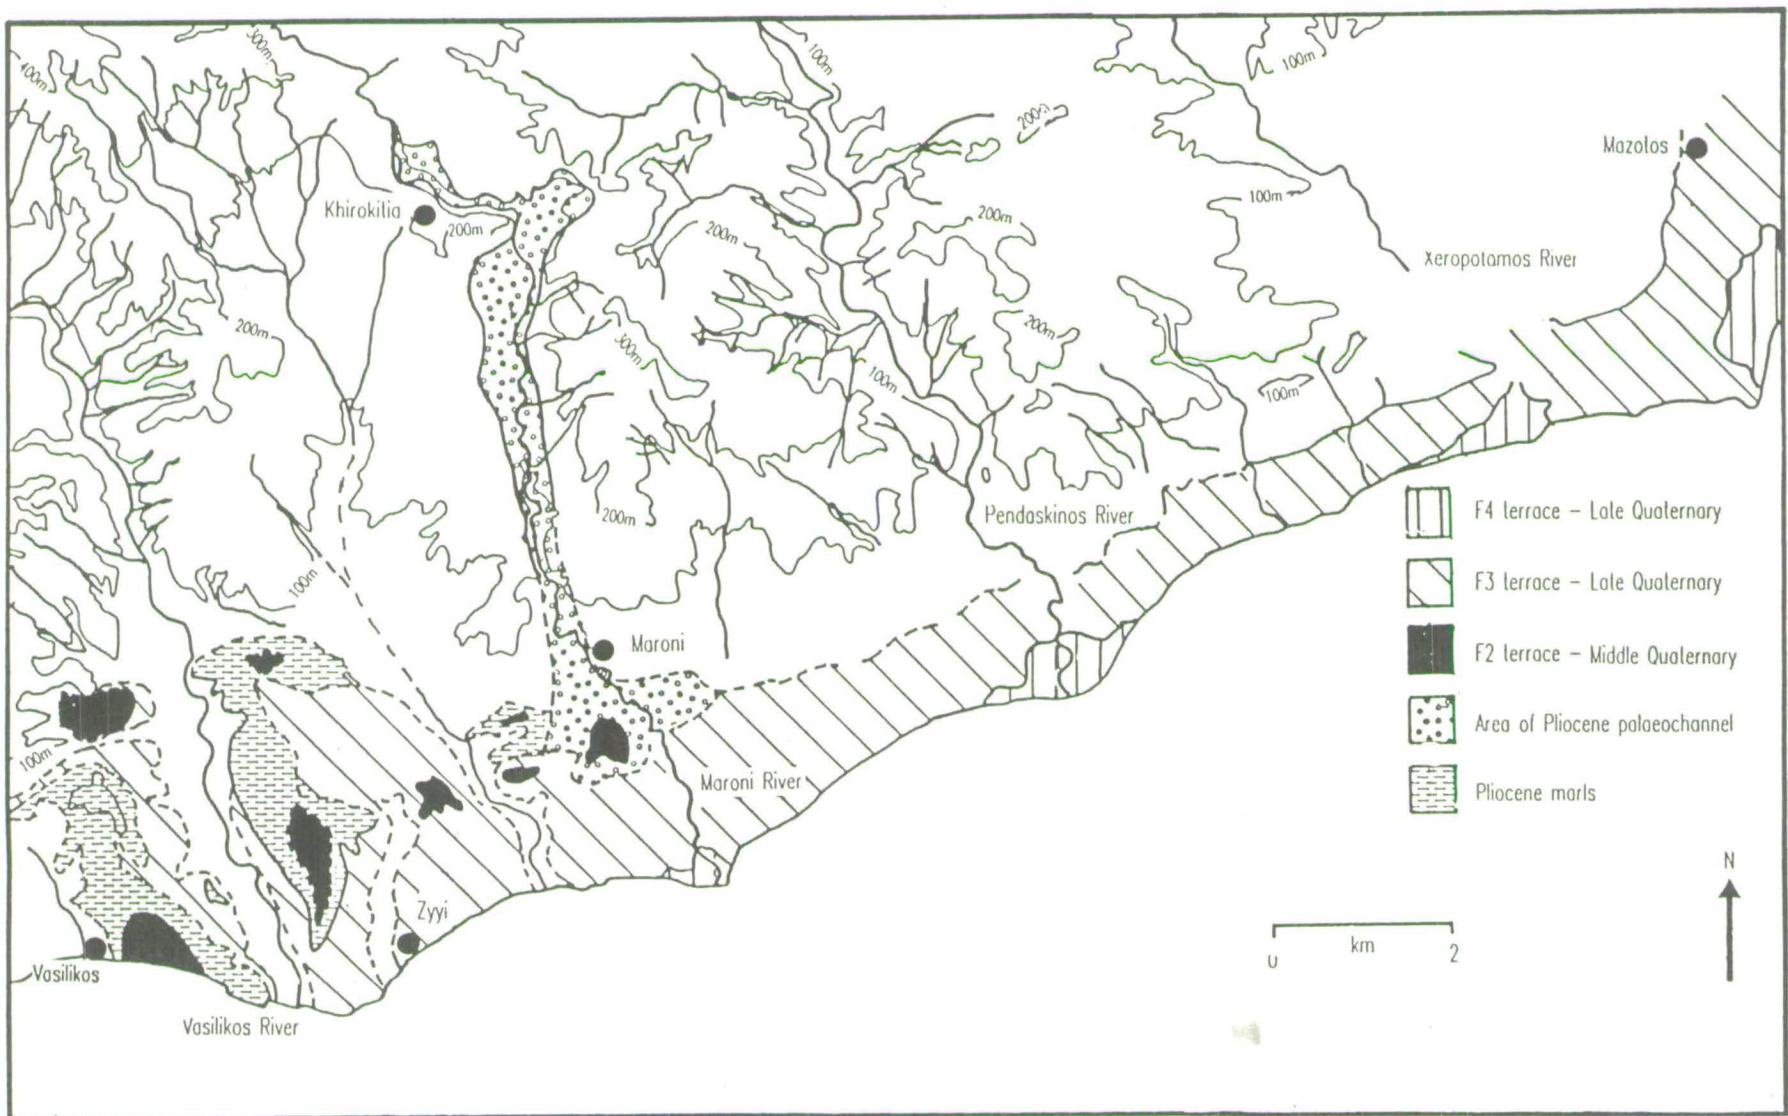 300m
100m
100m
400m
200m
Mazotos
Khirokilia
200m
100m
200m
200m
Xeropotamos River
200m
200m
300m
100m
100m
F4 terrace – Late Quaternary
200m
Pendaskinos River
F3 terrace – Late Quaternary
100m
Maroni
F2 terrace – Middle Quaternary
Area of Pliocene palaeochannel
100m
Maroni River
Pliocene marls
N
Zyyi
km
0 2
Vasilikos
Vasilikos River